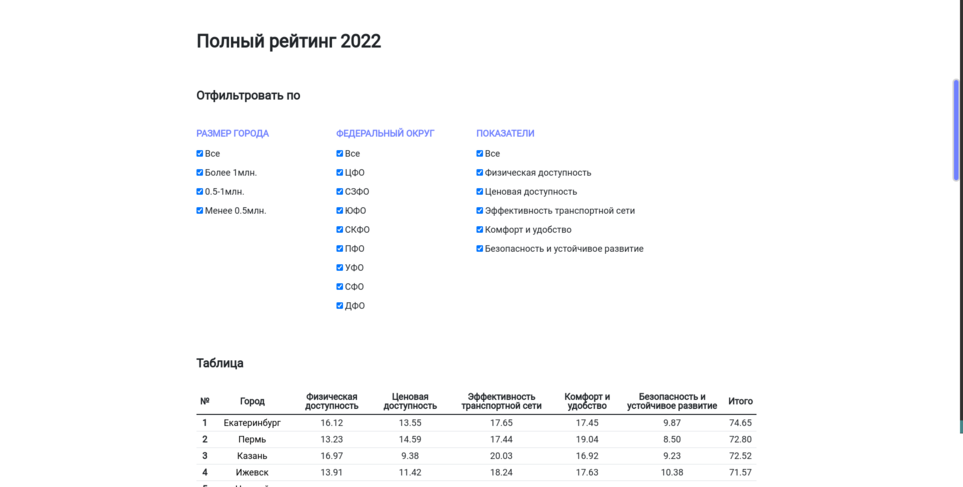 Полный рейтинг 2022
Отфильтровать по
РАЗМЕР ГОРОДА ФЕДЕРАЛЬНЫЙ ОКРУГ ПОКАЗАТЕЛИ
Все Все Все
Более 1млн. ЦФО Физическая доступность
0.5-1млн. СЗФО Ценовая доступность
Менее 0.5млн. ЮФО Эффективность транспортной сети
СКФО Комфорт и удобство
ПФО Безопасность и устойчивое развитие
УФО
СФО
ДФО
Таблица
Физическая Ценовая Эффективность Комфорт и Безопасность и
№ Город доступность доступность транспортной сети удобство устойчивое развитие Итого
1 Екатеринбург 16.12 13.55 17.65 17.45 9.87 74.65
2 Пермь 13.23 14.59 17.44 19.04 8.50 72.80
3 Казань 16.97 9.38 20.03 16.92 9.23 72.52
4 Ижевск 13.91 11.42 18.24 17.63 10.38 71.57